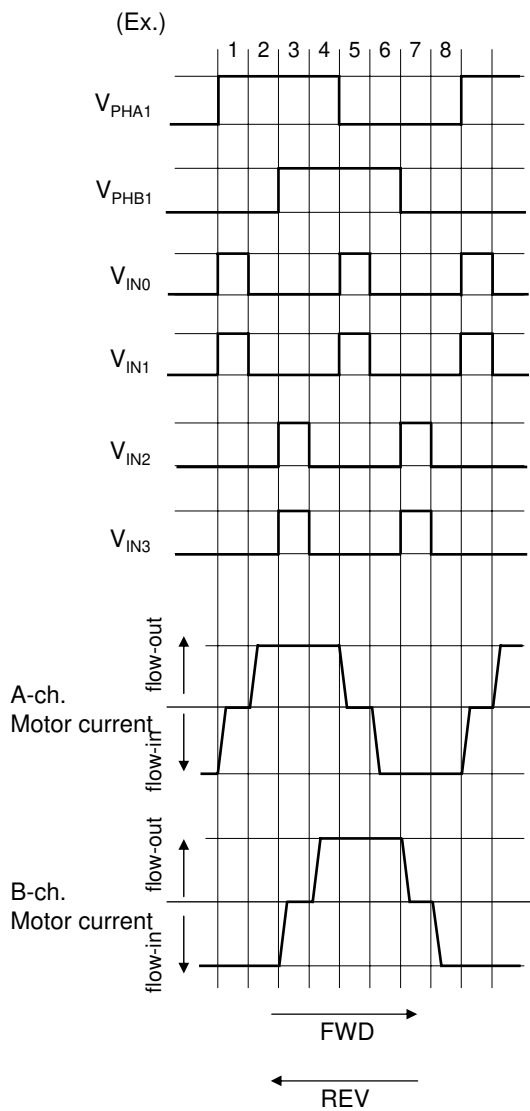 (Ex.)
1 2 3 4 5 6 7 8
VPHA1
VPHB1
VIN0
VIN1
VIN2
VIN3
flow-out
A-ch.
Motor current
flow-in
flow-out
B-ch.
Motor current
flow-in
FWD
REV